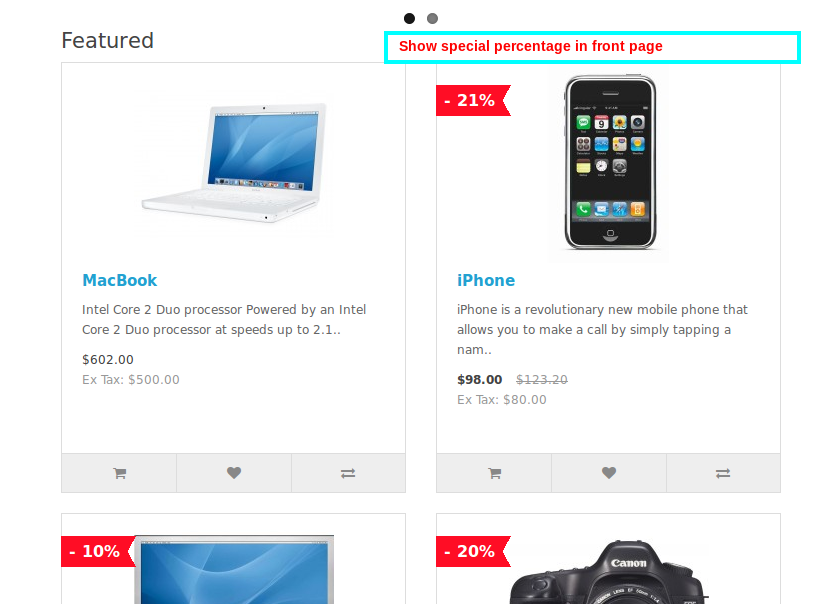 Featured
Show special percentage in front page
- 21%
MacBook
Intel Core 2 Duo processor Powered by an Intel
Core 2 Duo processor at speeds up to 2.1..
$602.00
Ex Tax: $500.00
iPhone
iPhone is a revolutionary new mobile phone that
allows you to make a call by simply tapping a
nam..
$98.00 $123.20
Ex Tax: $80.00
- 10%
- 20%
Canon